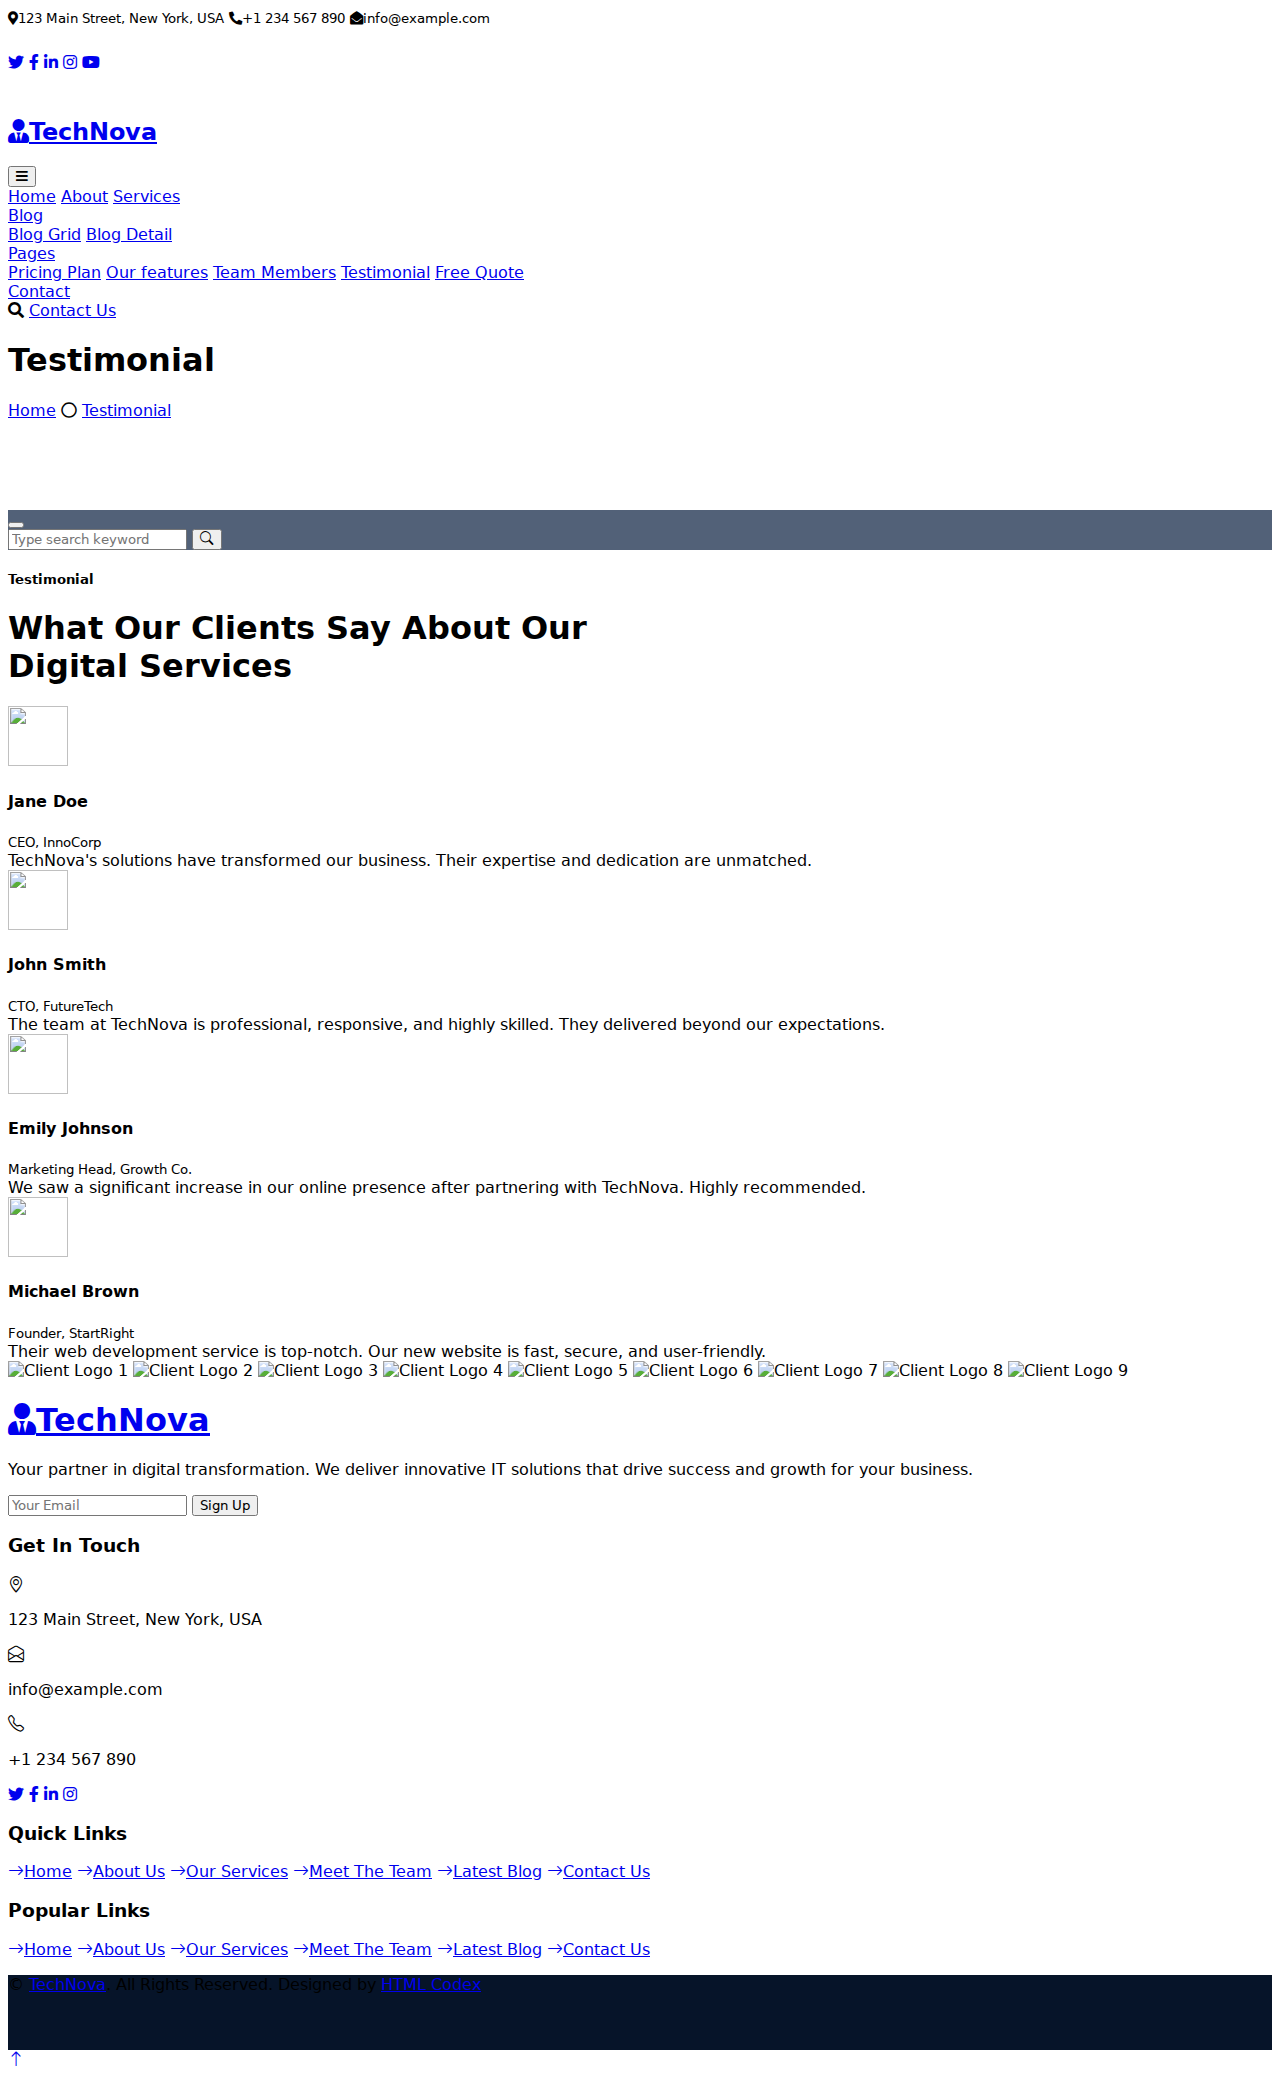 123 Main Street, New York, USA +1 234 567 890 info@example.com
TechNova
Home About Services
Blog
Blog Grid Blog Detail
Pages
Pricing Plan Our features Team Members Testimonial Free Quote
Contact
Contact Us
Testimonial
Home Testimonial
Type search keyword
Testimonial
What Our Clients Say About Our
Digital Services
Jane Doe
CEO, InnoCorp
TechNova's solutions have transformed our business. Their expertise and dedication are unmatched.
John Smith
CTO, FutureTech
The team at TechNova is professional, responsive, and highly skilled. They delivered beyond our expectations.
Emily Johnson
Marketing Head, Growth Co.
We saw a significant increase in our online presence after partnering with TechNova. Highly recommended.
Michael Brown
Founder, StartRight
Their web development service is top-notch. Our new website is fast, secure, and user-friendly.
Client Logo 1 Client Logo 2 Client Logo 3 Client Logo 4 Client Logo 5 Client Logo 6 Client Logo 7 Client Logo 8 Client Logo 9
TechNova
Your partner in digital transformation. We deliver innovative IT solutions that drive success and growth for your business.
Your Email Sign Up
Get In Touch
123 Main Street, New York, USA
info@example.com
+1 234 567 890
Quick Links
Home About Us Our Services Meet The Team Latest Blog Contact Us
Popular Links
Home About Us Our Services Meet The Team Latest Blog Contact Us
© TechNova. All Rights Reserved. Designed by HTML Codex